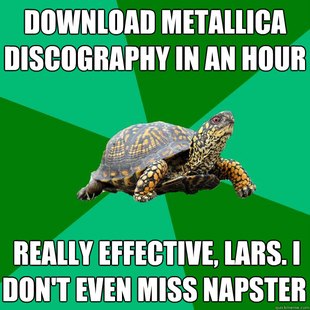 DOWNLOAD METALLICA
DISCOGRAPHY IN AN HOUR
REALLY EFFECTIVE, LARS. I
DON'T EVEN MISS NAPSTER